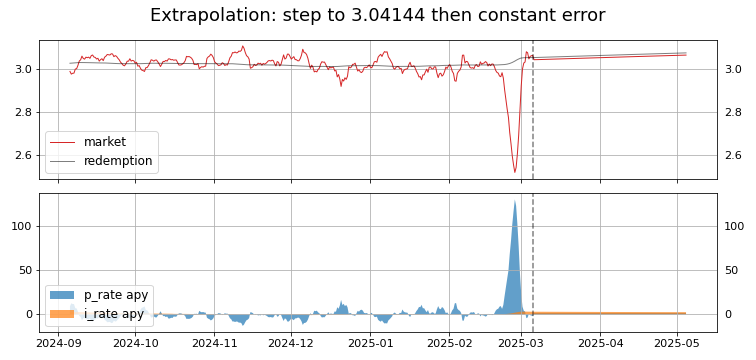 Extrapolation: step to 3.04144 then constant error
3.0
2.8
2.6
3.0
2.8
2.6
market
redemption
100
50
0
100
50
0
p_rate apy
i_rate apy
2024-09 2024-10 2024-11 2024-12 2025-01 2025-02 2025-03 2025-04 2025-05